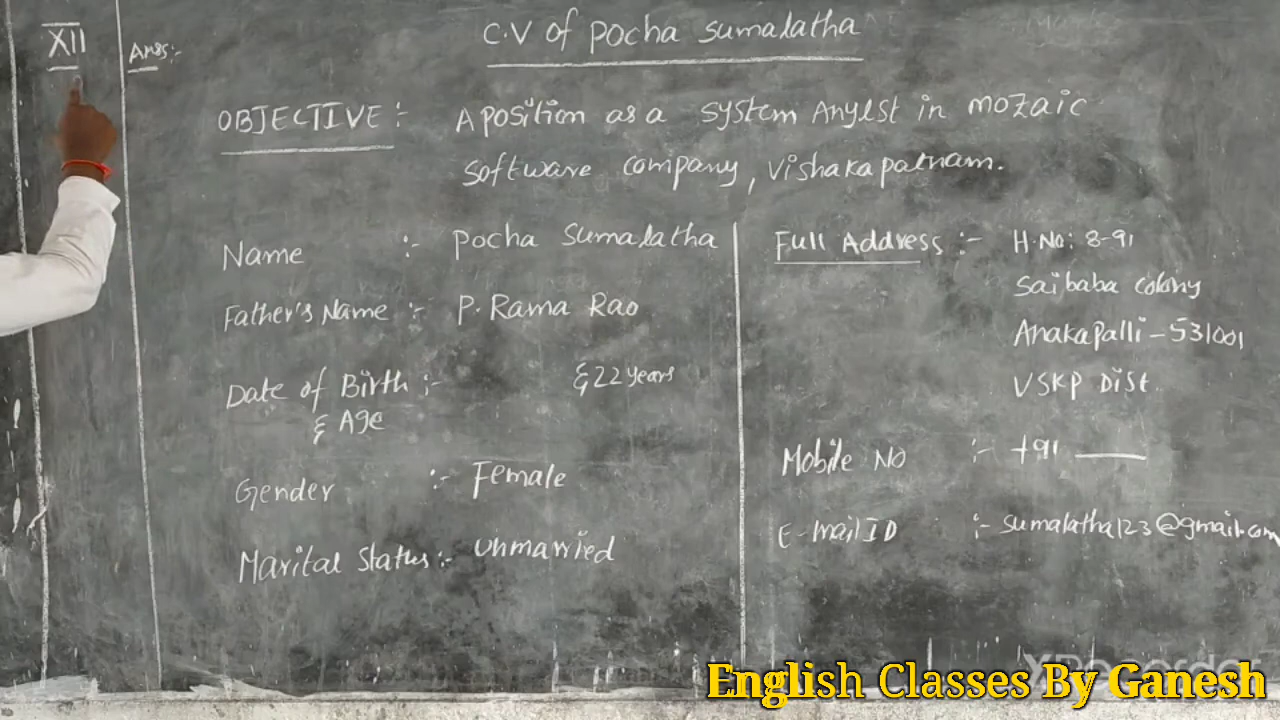 XII
Ans:-
C.V of Pocha Sumalatha
OBJECTIVE :- A Position as a System Anylst in mozaic
Software company, Vishakapatnam.
Name :- Pocha Sumalatha
Father's Name :- P. Rama Rao
Date of Birth :- & 22 years
& Age
Gender :- Female
Marital Status :- Unmarried
Full Address :- H.No: 8-91
Saibaba colony
Anakapalli - 531001
VSKP Dist.
Mobile No :- +91 ____
E-mail ID :- Sumalatha123@gmail.com
English Classes By Ganesh